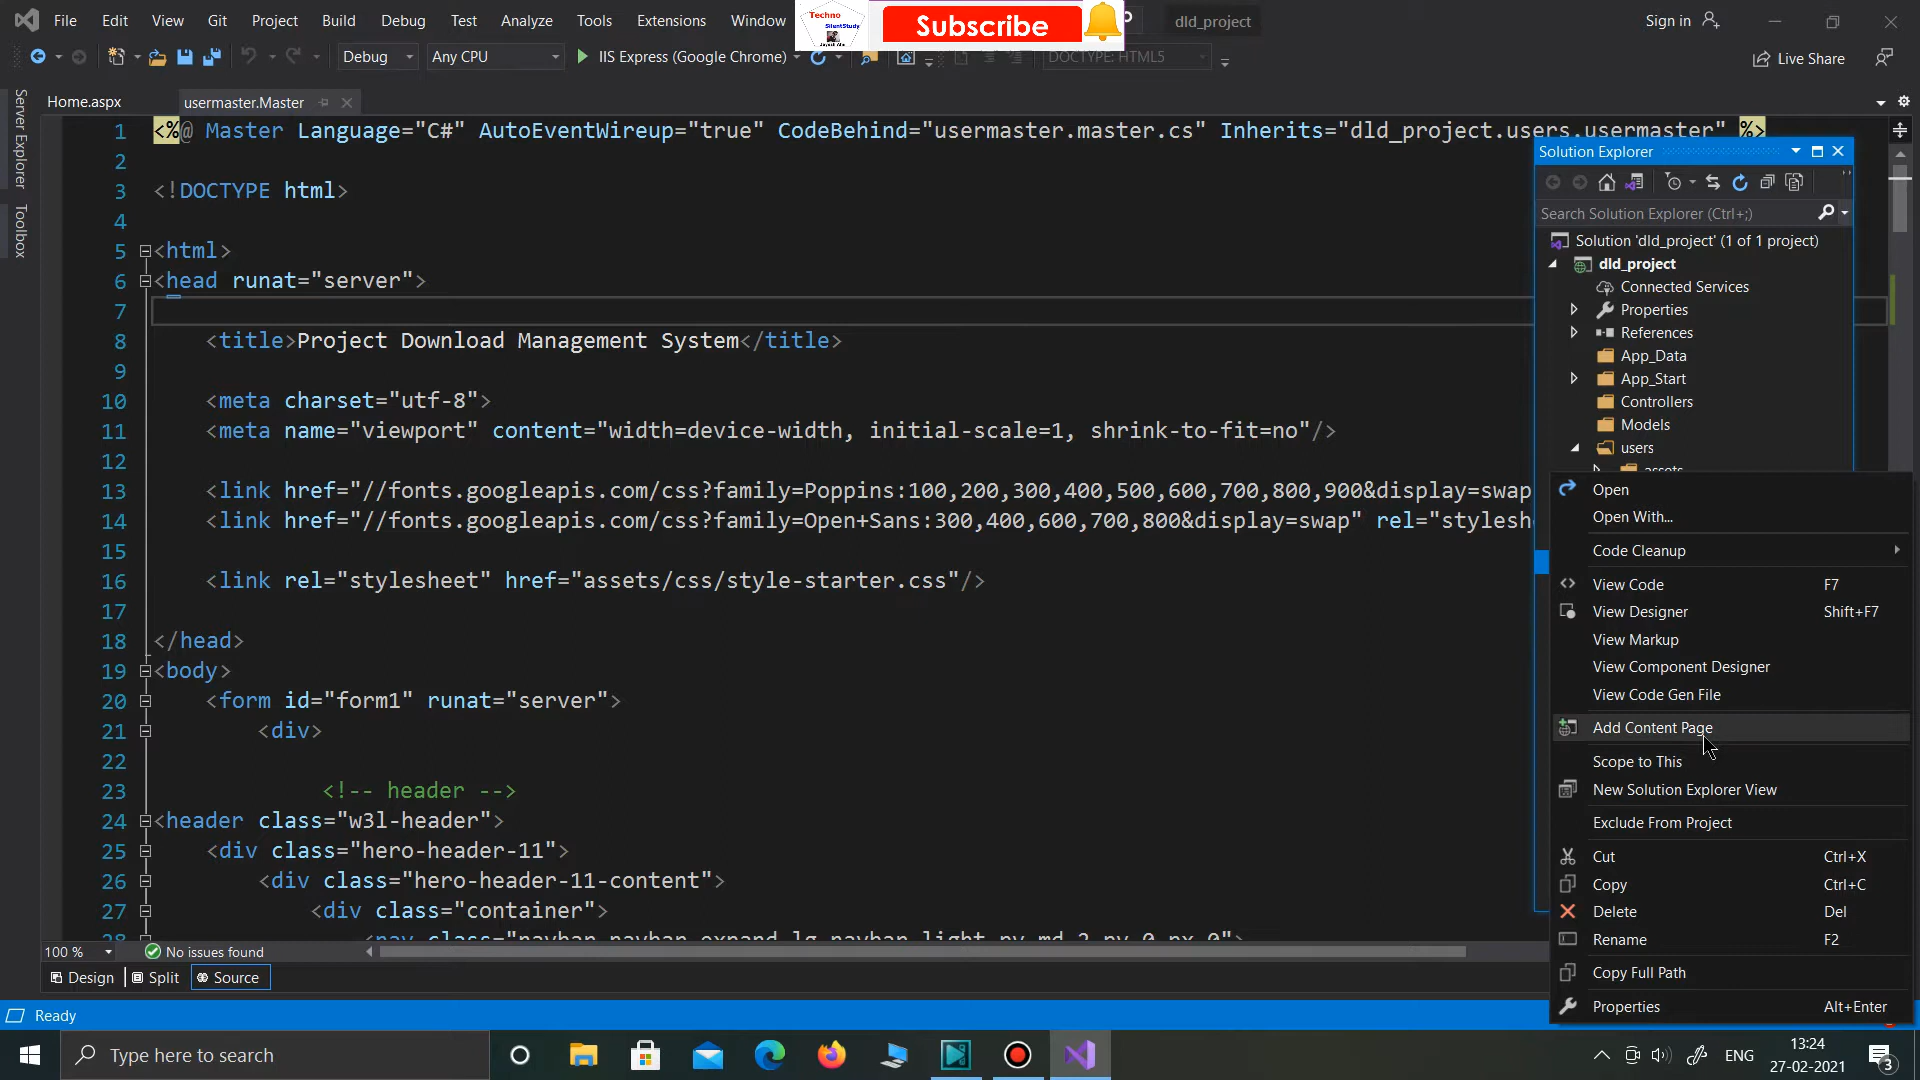 File Edit View Git Project Build Debug Test Analyze Tools Extensions Window
Techno
SilentStudy
Subscribe
dld_project
Sign in
Debug
Any CPU
IIS Express (Google Chrome)
DOCTYPE: HTML5
Live Share
Server Explorer
Toolbox
Home.aspx
usermaster.Master
1 <%@ Master Language="C#" AutoEventWireup="true" CodeBehind="usermaster.master.cs" Inherits="dld_project.users.usermaster" %>
2
3 <!DOCTYPE html>
4
5 <html>
6 <head runat="server">
7
8 <title>Project Download Management System</title>
9
10 <meta charset="utf-8">
11 <meta name="viewport" content="width=device-width, initial-scale=1, shrink-to-fit=no"/>
12
13 <link href="//fonts.googleapis.com/css?family=Poppins:100,200,300,400,500,600,700,800,900&display=swap
14 <link href="//fonts.googleapis.com/css?family=Open+Sans:300,400,600,700,800&display=swap" rel="stylesh
15
16 <link rel="stylesheet" href="assets/css/style-starter.css"/>
17
18 </head>
19 <body>
20 <form id="form1" runat="server">
21 <div>
22
23 <!-- header -->
24 <header class="w3l-header">
25 <div class="hero-header-11">
26 <div class="hero-header-11-content">
27 <div class="container">
Solution Explorer
Search Solution Explorer (Ctrl+;)
Solution 'dld_project' (1 of 1 project)
dld_project
Connected Services
Properties
References
App_Data
App_Start
Controllers
Models
users
assets
Open
Open With...
Code Cleanup
View Code F7
View Designer Shift+F7
View Markup
View Component Designer
View Code Gen File
Add Content Page
Scope to This
New Solution Explorer View
Exclude From Project
Cut Ctrl+X
Copy Ctrl+C
Delete Del
Rename F2
Copy Full Path
Properties Alt+Enter
100 %
No issues found
Design
Split
Source
Ready
Type here to search
ENG
13:24
27-02-2021
3